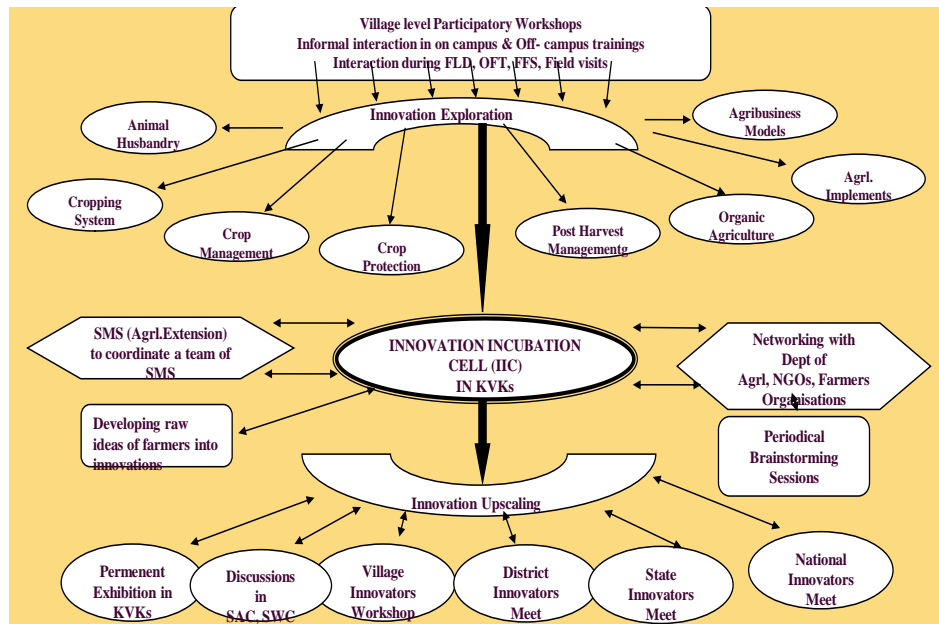 Village level Participatory Workshops
Informal interaction in on campus & Off- campus trainings
Interaction during FLD, OFT, FFS, Field visits
Innovation Exploration
Animal
Husbandry
Agribusiness
Models
Cropping
System
Agrl.
Implements
Crop
Management
Crop
Protection
Post Harvest
Managementg
Organic
Agriculture
SMS (Agrl.Extension)
to coordinate a team of
SMS
INNOVATION INCUBATION
CELL (IIC)
IN KVKs
Networking with
Dept of
Agrl, NGOs, Farmers
Organisations
Developing raw
ideas of farmers into
innovations
Periodical
Brainstorming
Sessions
Innovation Upscaling
Permenent
Exhibition in
KVKs
Discussions
in
SAC, SWC
Village
Innovators
Workshop
District
Innovators
Meet
State
Innovators
Meet
National
Innovators
Meet